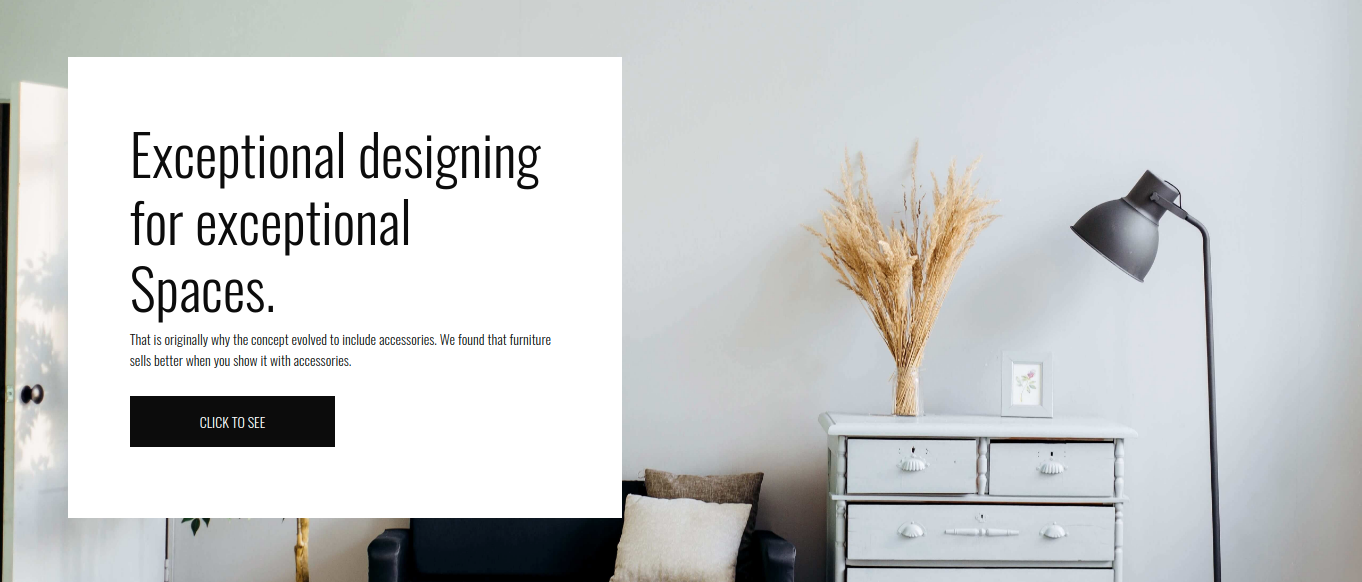 Exceptional designing
for exceptional
Spaces.
That is originally why the concept evolved to include accessories. We found that furniture
sells better when you show it with accessories.
CLICK TO SEE